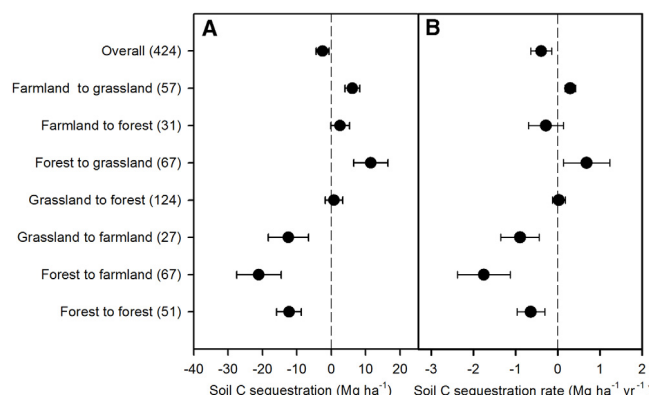 A
B
Overall (424)
Farmland to grassland (57)
Farmland to forest (31)
Forest to grassland (67)
Grassland to forest (124)
Grassland to farmland (27)
Forest to farmland (67)
Forest to forest (51)
-40 -30 -20 -10 0 10 20
-3 -2 -1 0 1 2
Soil C sequestration (Mg ha⁻¹)
Soil C sequestration rate (Mg ha⁻¹ yr⁻¹